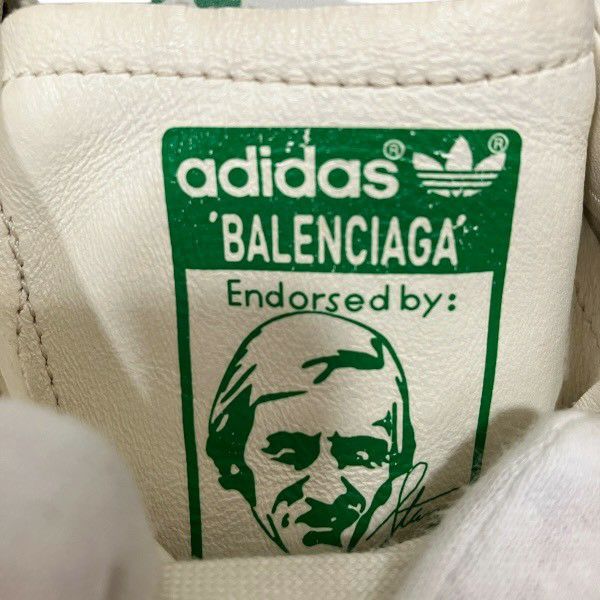 adidas® ®
'BALENCIAGA'
Endorsed by: